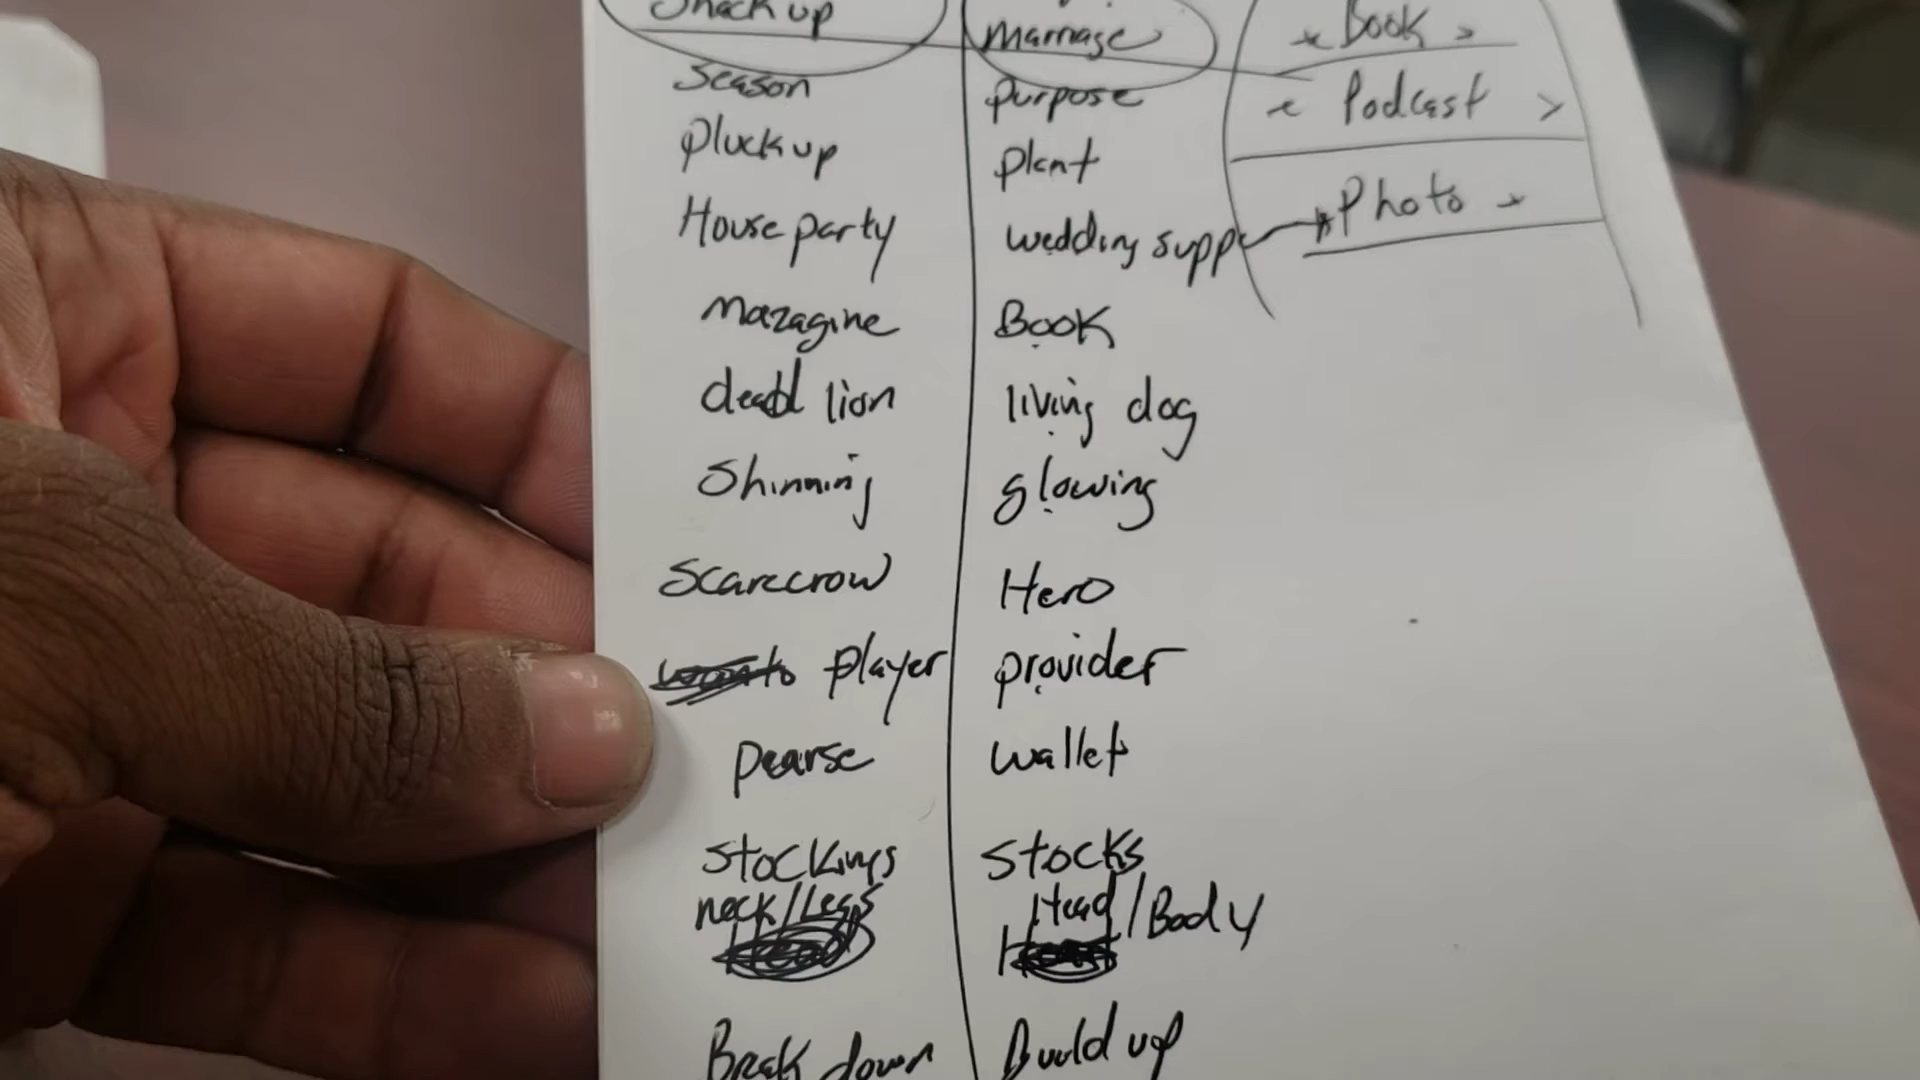 Shack up marriage Book
Season purpose Podcast
Pluck up plant Photo
House party wedding supp
Mazagine Book
dead lion living dog
Shinning glowing
Scarecrow Hero
player provider
pearse wallet
Stockings Stocks
neck/Legs Head/Body
Break down Build up